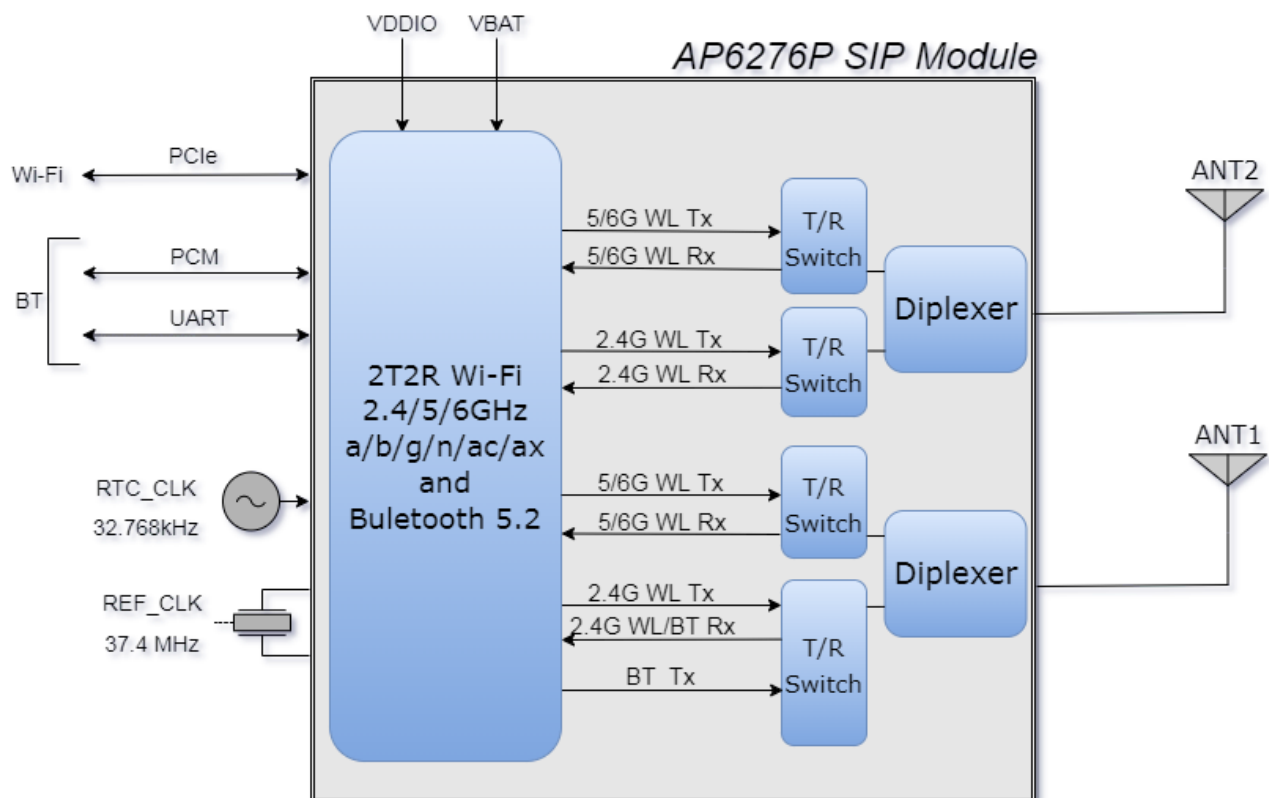 VDDIO
VBAT
AP6276P SIP Module
Wi-Fi
PCIe
BT
PCM
UART
RTC_CLK
32.768kHz
REF_CLK
37.4 MHz
2T2R Wi-Fi
2.4/5/6GHz
a/b/g/n/ac/ax
and
Buletooth 5.2
5/6G WL Tx
5/6G WL Rx
T/R
Switch
2.4G WL Tx
2.4G WL Rx
T/R
Switch
Diplexer
ANT2
5/6G WL Tx
5/6G WL Rx
T/R
Switch
2.4G WL Tx
2.4G WL/BT Rx
BT Tx
T/R
Switch
Diplexer
ANT1